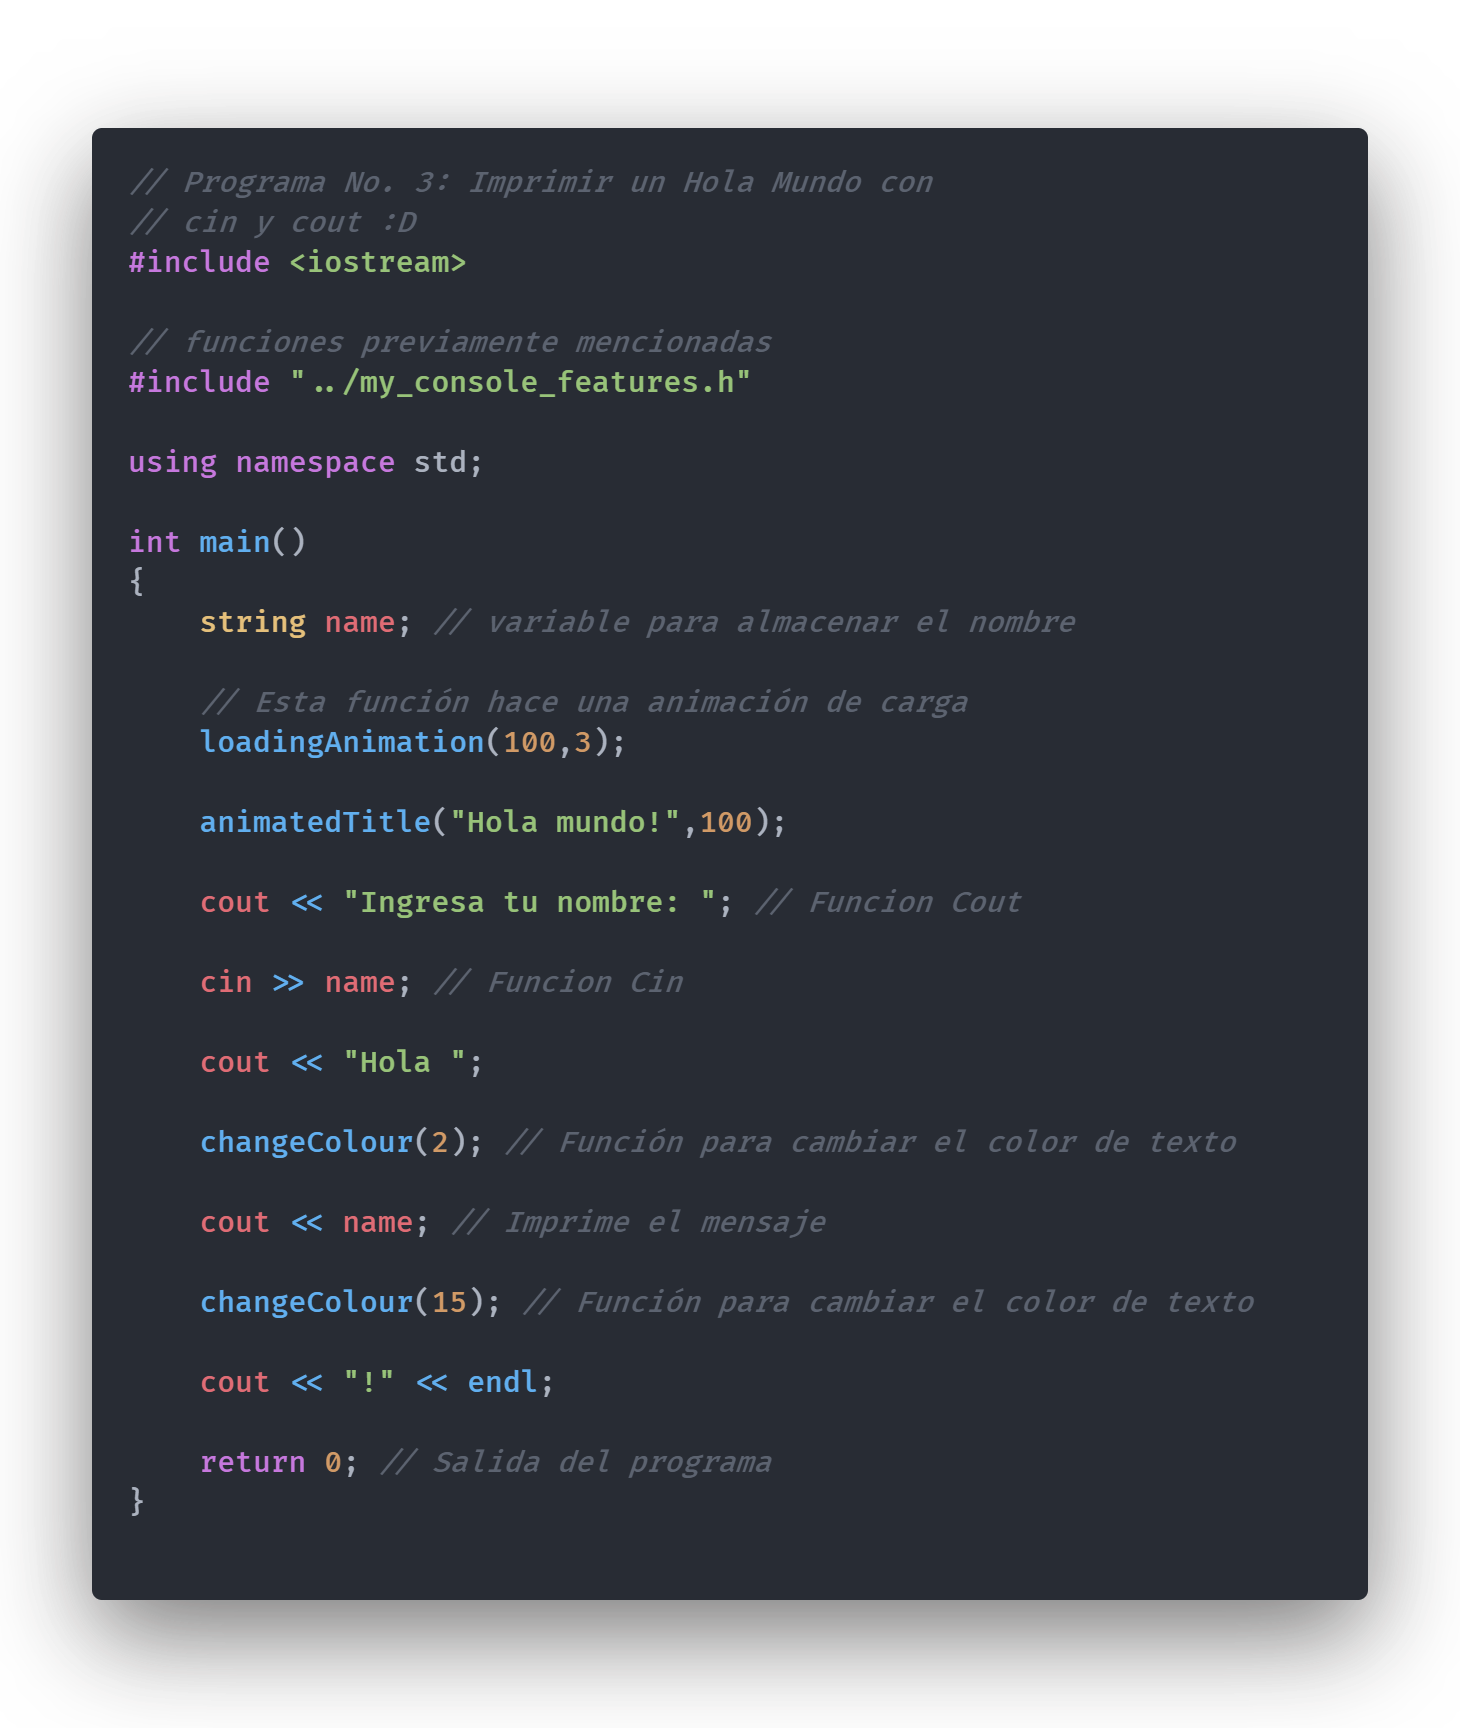 // Programa No. 3: Imprimir un Hola Mundo con
// cin y cout :D
#include <iostream>
// funciones previamente mencionadas
#include "../my_console_features.h"
using namespace std;
int main()
{
string name; // variable para almacenar el nombre
// Esta función hace una animación de carga
loadingAnimation(100,3);
animatedTitle("Hola mundo!",100);
cout << "Ingresa tu nombre: "; // Funcion Cout
cin >> name; // Funcion Cin
cout << "Hola ";
changeColour(2); // Función para cambiar el color de texto
cout << name; // Imprime el mensaje
changeColour(15); // Función para cambiar el color de texto
cout << "!" << endl;
return 0; // Salida del programa
}